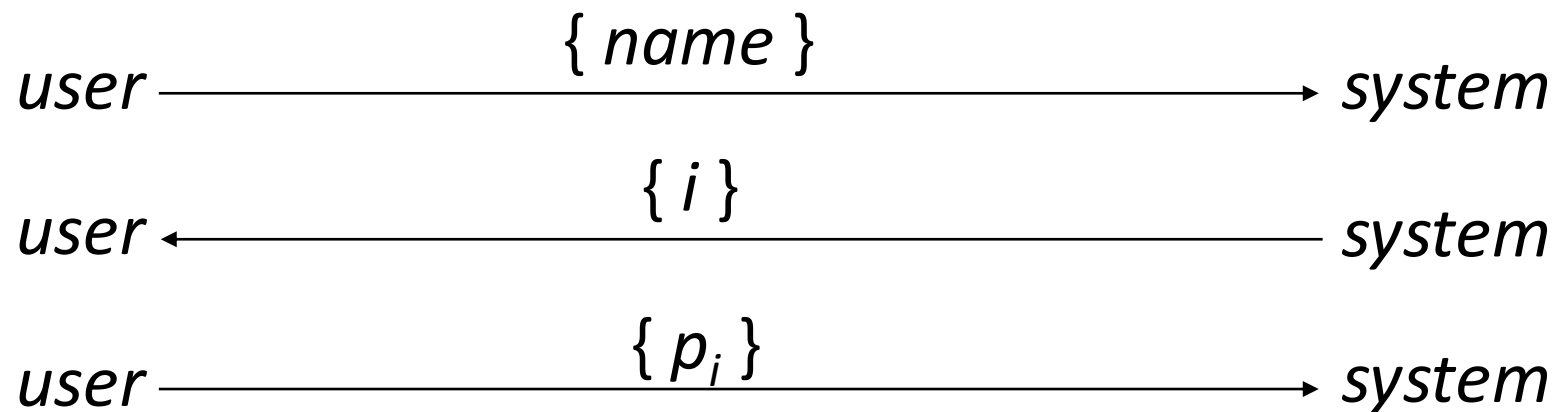 { name }
user system
{ i }
user system
{ pi }
user system